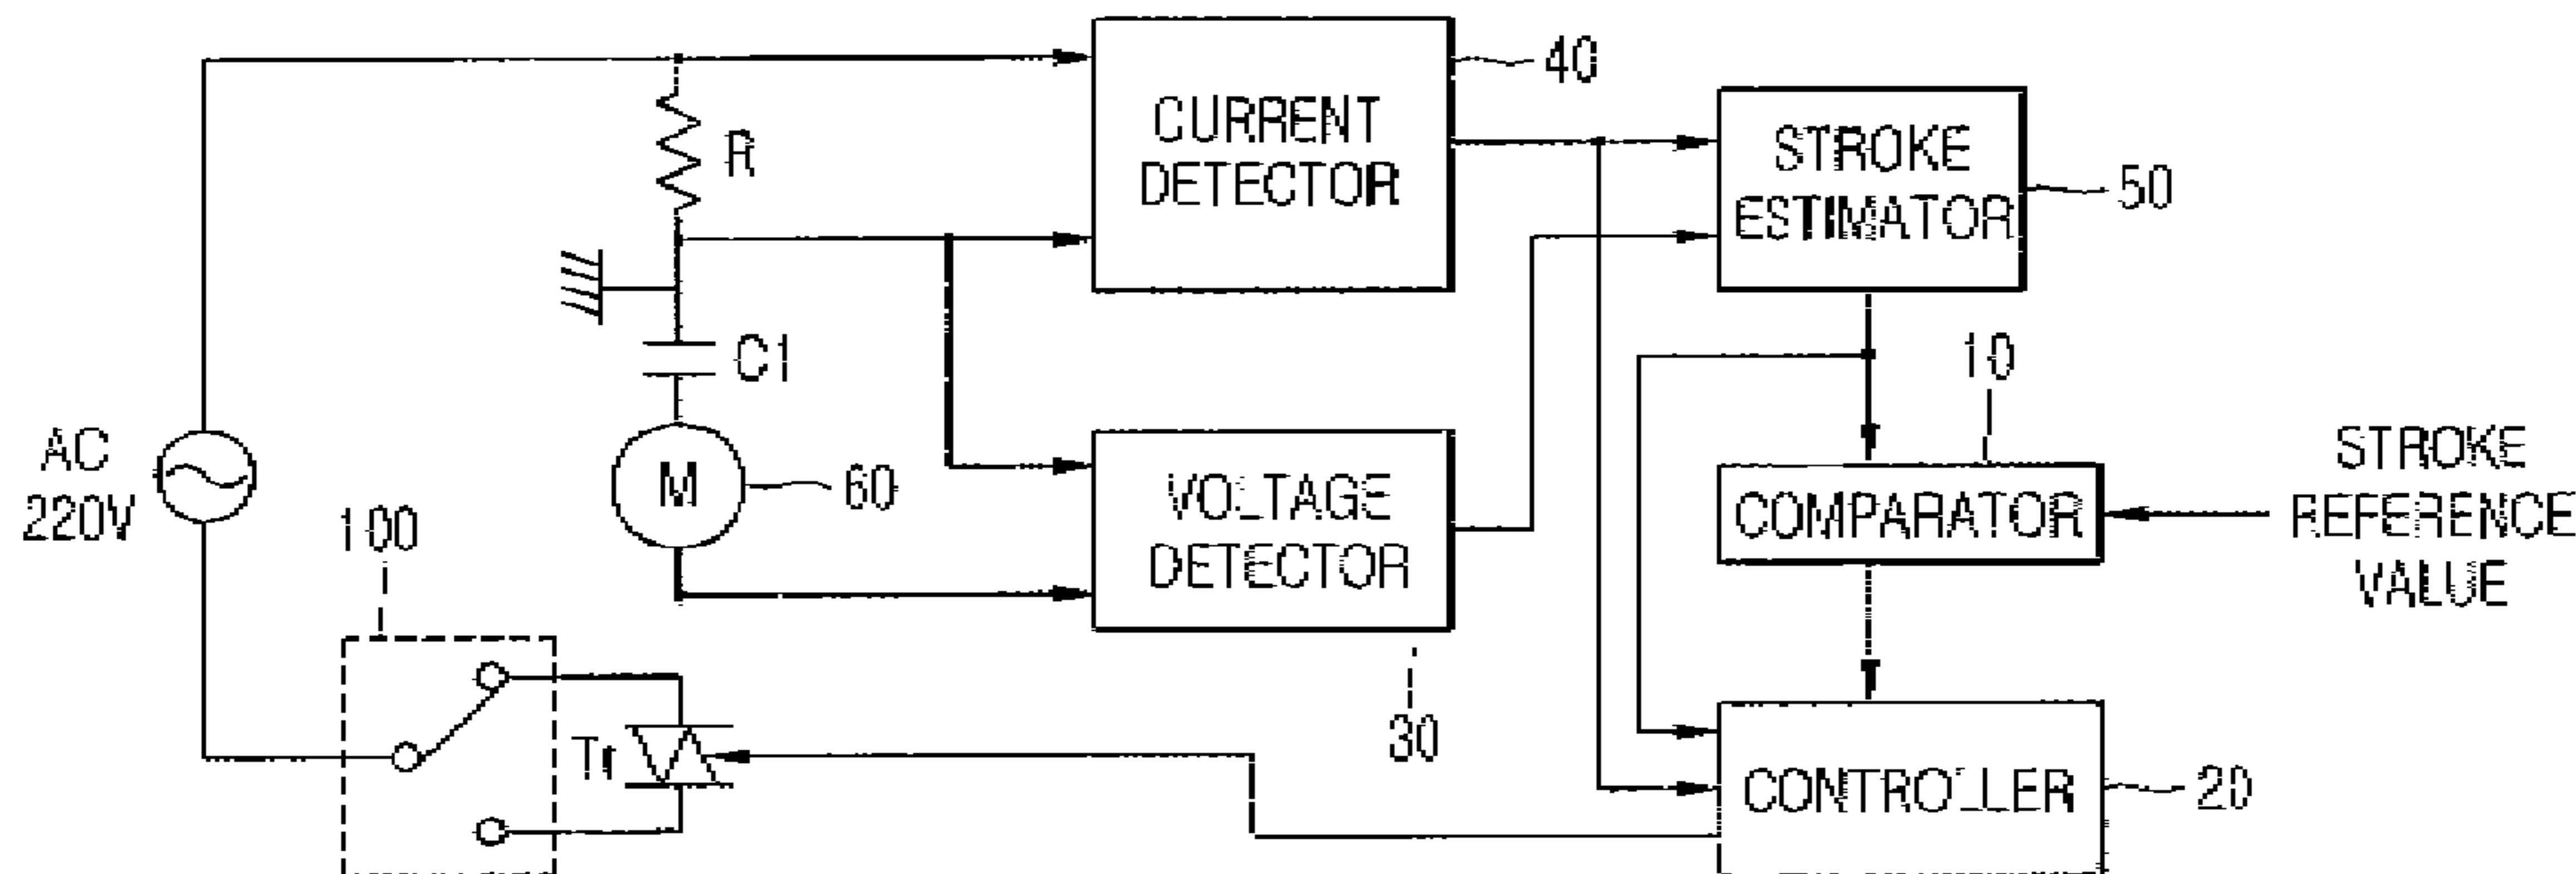 40
CURRENT
DETECTOR
R
STROKE
ESTIMATOR
50
C1
10
AC
220V
100
M
60
VOLTAGE
DETECTOR
COMPARATOR
STROKE
REFERENCE
VALUE
30
Tr
CONTROLLER
20